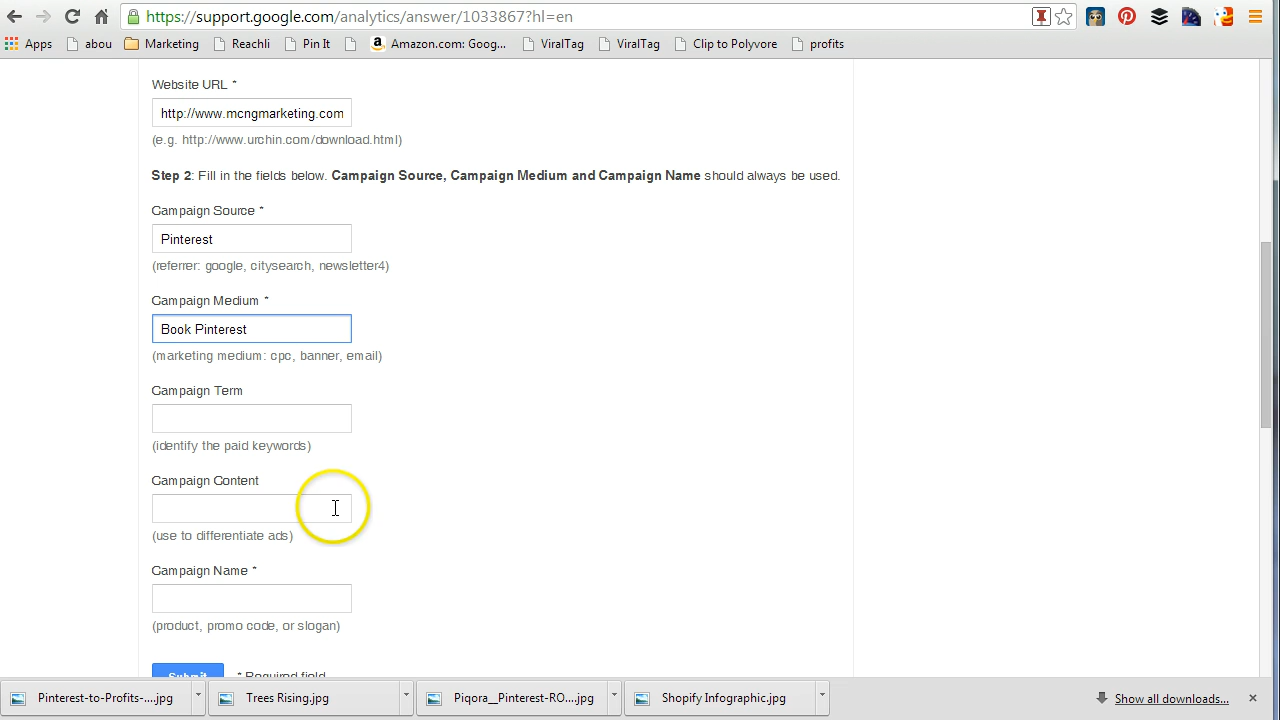 https://support.google.com/analytics/answer/1033867?hl=en
Apps abou Marketing Reachli Pin It Amazon.com: Goog... ViralTag ViralTag Clip to Polyvore profits
Website URL *
http://www.mcngmarketing.com
(e.g. http://www.urchin.com/download.html)
Step 2: Fill in the fields below. Campaign Source, Campaign Medium and Campaign Name should always be used.
Campaign Source *
Pinterest
(referrer: google, citysearch, newsletter4)
Campaign Medium *
Book Pinterest
(marketing medium: cpc, banner, email)
Campaign Term
(identify the paid keywords)
Campaign Content
(use to differentiate ads)
Campaign Name *
(product, promo code, or slogan)
Submit * Required field
Pinterest-to-Profits-....jpg Trees Rising.jpg Piqora__Pinterest-RO....jpg Shopify Infographic.jpg Show all downloads...